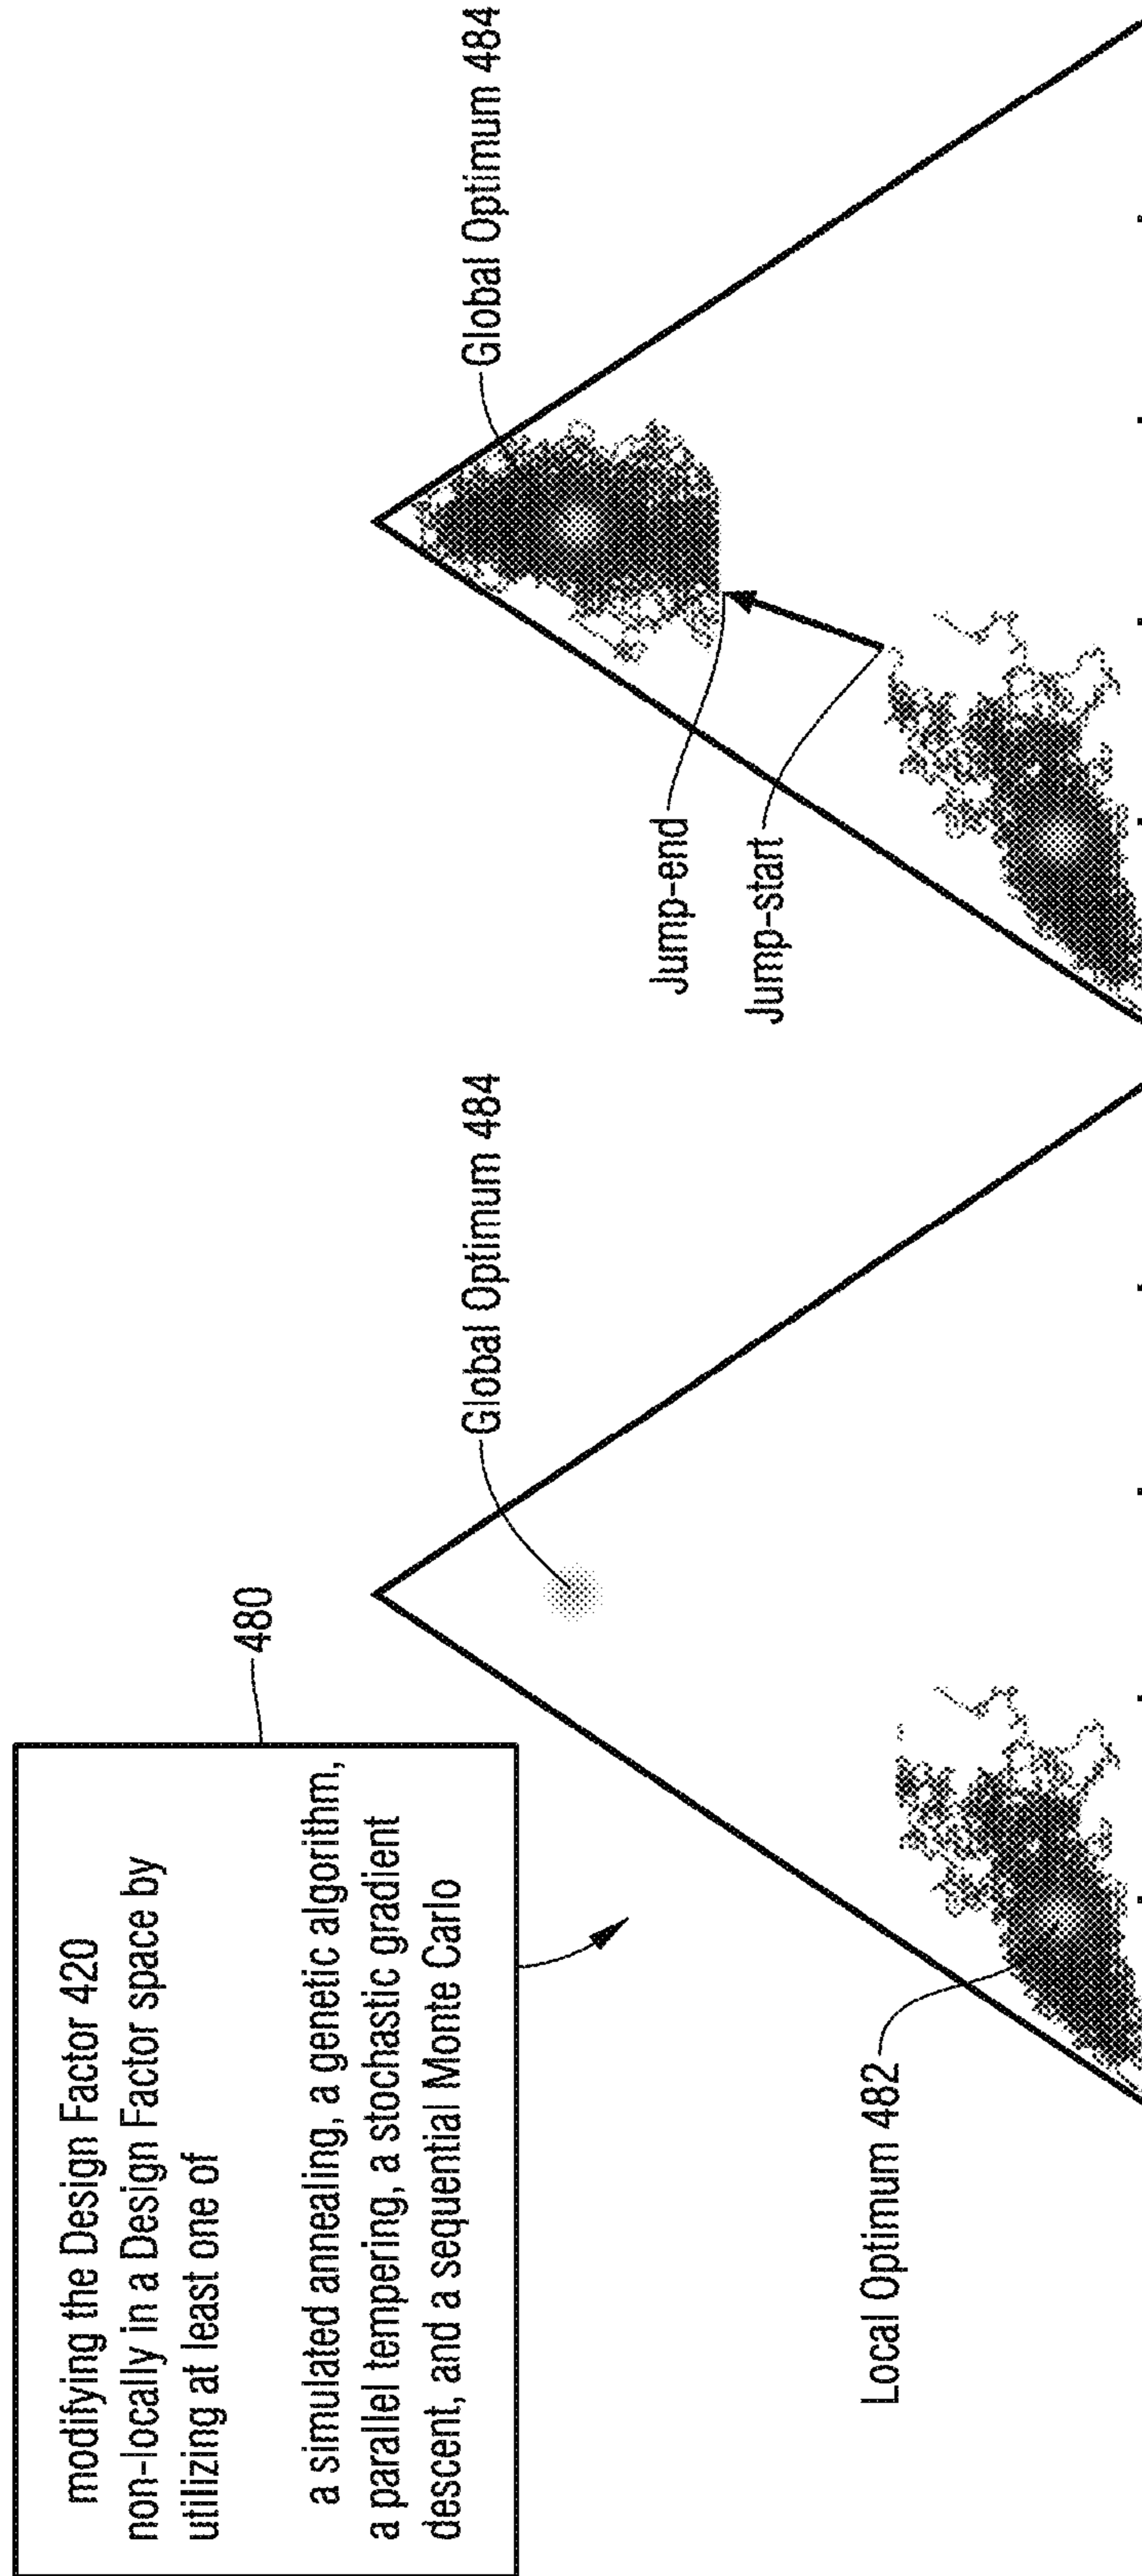 modifying the Design Factor 420
non-locally in a Design Factor space by
utilizing at least one of
a simulated annealing, a genetic algorithm,
a parallel tempering, a stochastic gradient
descent, and a sequential Monte Carlo
480
Local Optimum 482
Global Optimum 484
Jump-end
Jump-start
Global Optimum 484